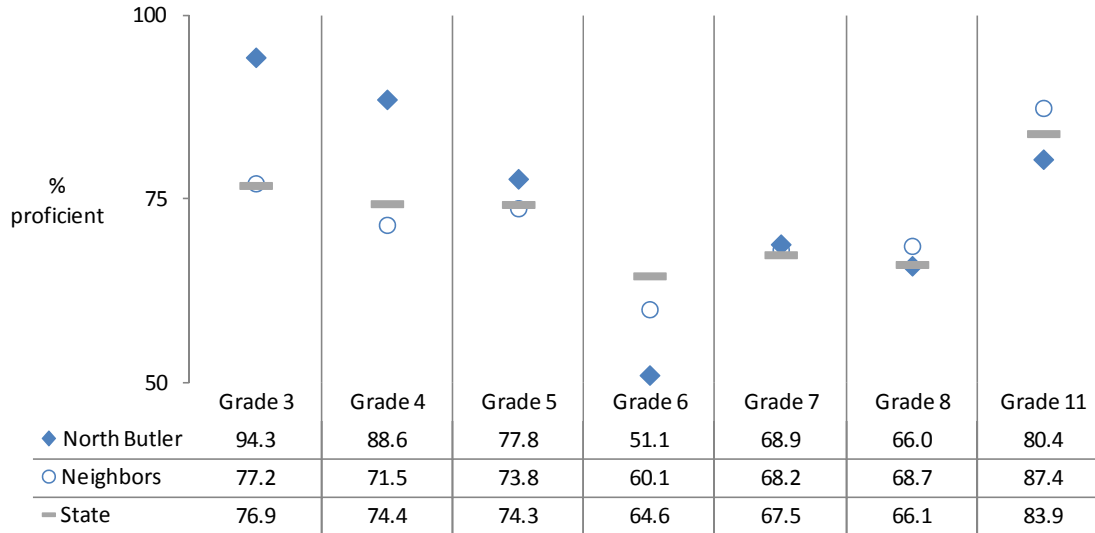 100
75
50
%
proficient
Grade 3 Grade 4 Grade 5 Grade 6 Grade 7 Grade 8 Grade 11
North Butler 94.3 88.6 77.8 51.1 68.9 66.0 80.4
Neighbors 77.2 71.5 73.8 60.1 68.2 68.7 87.4
State 76.9 74.4 74.3 64.6 67.5 66.1 83.9